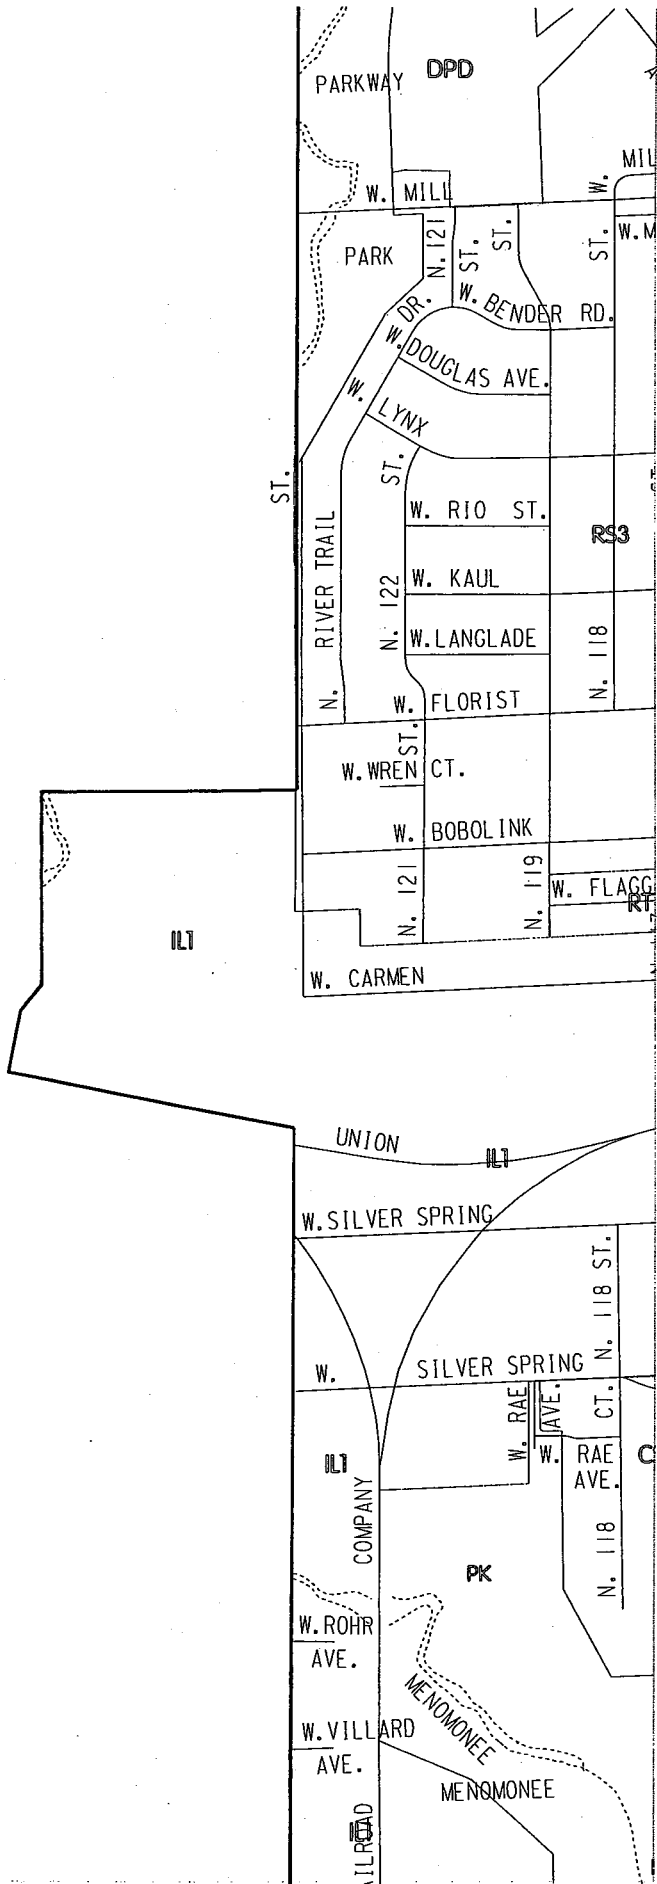 DPD
PARKWAY
MIL
W. MILL
W.
W.M
PARK
N. 121
ST.
ST.
ST.
DR.
W. BENDER RD.
W. DOUGLAS AVE.
W. LYNX
ST.
ST.
W. RIO ST.
RS3
RIVER TRAIL
N.
W. KAUL
N. 122
W. LANGLADE
N. 118
W. FLORIST
ST.
W. WREN CT.
W. BOBOLINK
N. 121
N. 119
W. FLAGG
RT
IL1
W. CARMEN
UNION
IL1
W. SILVER SPRING
N. 118 ST.
W. SILVER SPRING
W. RAE
AVE.
CT.
W. RAE
AVE.
C
IL1
COMPANY
N. 118
PK
W. ROHR
AVE.
MENOMONEE
W. VILLARD
AVE.
MENOMONEE
AILROAD